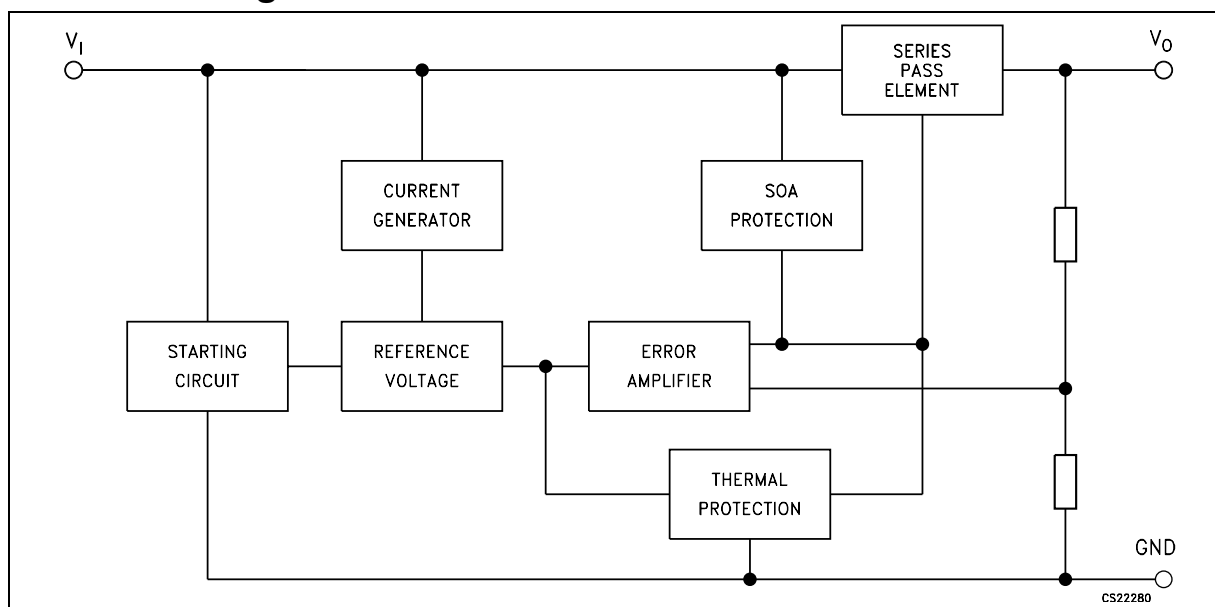 V_I
V_O
SERIES
PASS
ELEMENT
CURRENT
GENERATOR
SOA
PROTECTION
STARTING
CIRCUIT
REFERENCE
VOLTAGE
ERROR
AMPLIFIER
THERMAL
PROTECTION
GND
CS22280